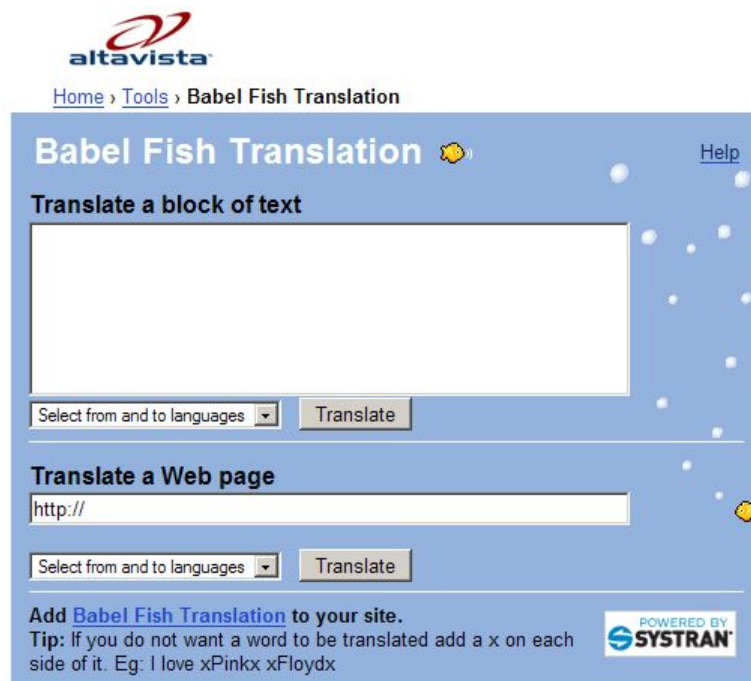 altavista
Home › Tools › Babel Fish Translation
Babel Fish Translation
Help
Translate a block of text
Select from and to languages
Translate
Translate a Web page
http://
Select from and to languages
Translate
Add Babel Fish Translation to your site.
Tip: If you do not want a word to be translated add a x on each
side of it. Eg: I love xPinkx xFloydx
POWERED BY
SYSTRAN